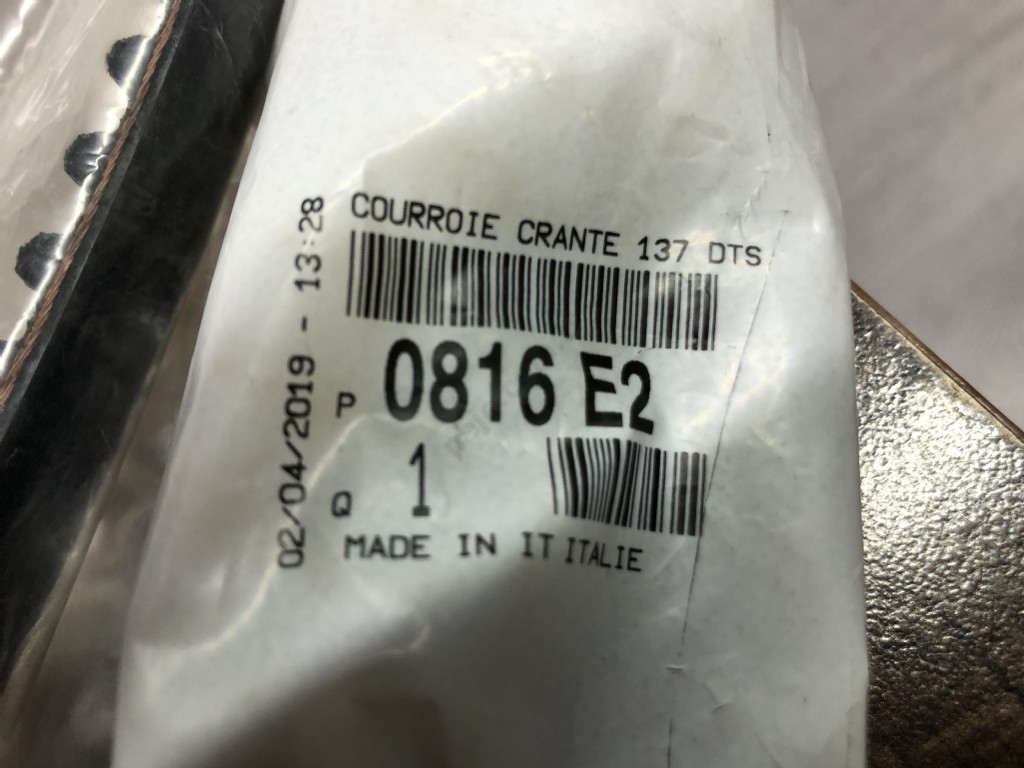 COURROIE CRANTE 137 DTS
P 0816 E2
Q 1
MADE IN IT ITALIE
02/04/2019 - 13:28